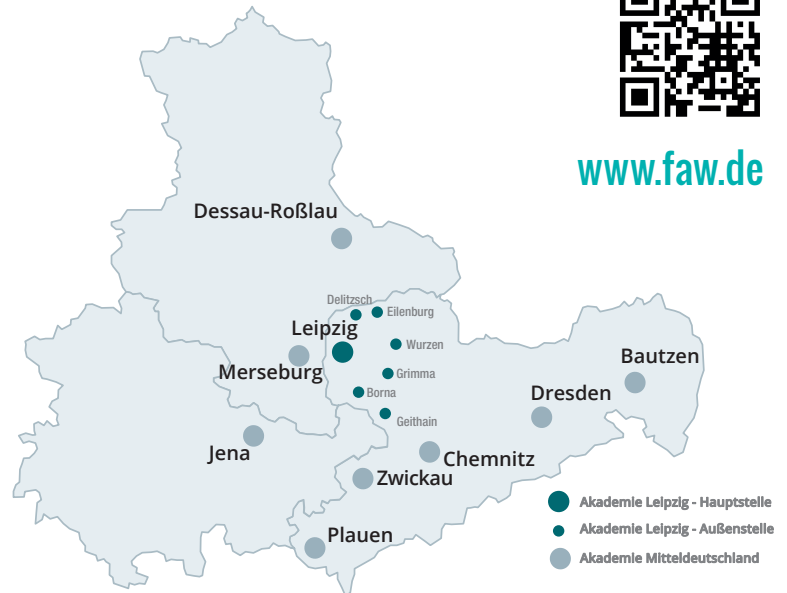 www.faw.de
Dessau-Roßlau
Delitzsch
Eilenburg
Leipzig
Wurzen
Merseburg
Grimma
Borna
Geithain
Bautzen
Dresden
Jena
Chemnitz
Zwickau
Plauen
Akademie Leipzig - Hauptstelle
Akademie Leipzig - Außenstelle
Akademie Mitteldeutschland